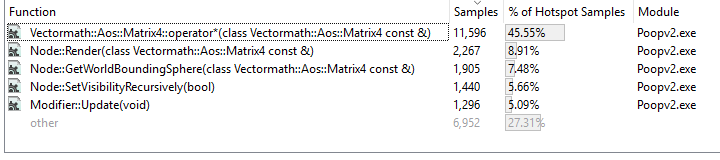 Function Samples % of Hotspot Samples Module
Vectormath::Aos::Matrix4::operator*(class Vectormath::Aos::Matrix4 const &) 11,596 45.55% Poopv2.exe
Node::Render(class Vectormath::Aos::Matrix4 const &) 2,267 8.91% Poopv2.exe
Node::GetWorldBoundingSphere(class Vectormath::Aos::Matrix4 const &) 1,905 7.48% Poopv2.exe
Node::SetVisibilityRecursively(bool) 1,440 5.66% Poopv2.exe
Modifier::Update(void) 1,296 5.09% Poopv2.exe
other 6,952 27.31%